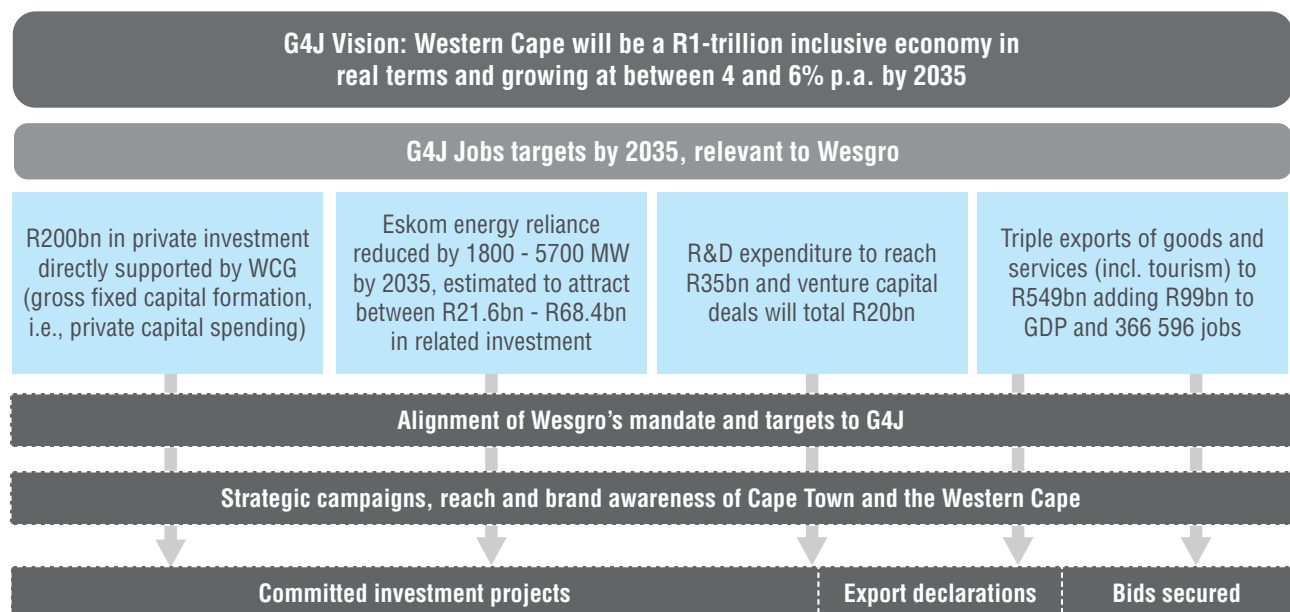 G4J Vision: Western Cape will be a R1-trillion inclusive economy in
real terms and growing at between 4 and 6% p.a. by 2035
G4J Jobs targets by 2035, relevant to Wesgro
R200bn in private investment
directly supported by WCG
(gross fixed capital formation,
i.e., private capital spending)
Eskom energy reliance
reduced by 1800 - 5700 MW
by 2035, estimated to attract
between R21.6bn - R68.4bn
in related investment
R&D expenditure to reach
R35bn and venture capital
deals will total R20bn
Triple exports of goods and
services (incl. tourism) to
R549bn adding R99bn to
GDP and 366 596 jobs
Alignment of Wesgro’s mandate and targets to G4J
Strategic campaigns, reach and brand awareness of Cape Town and the Western Cape
Committed investment projects
Export declarations
Bids secured